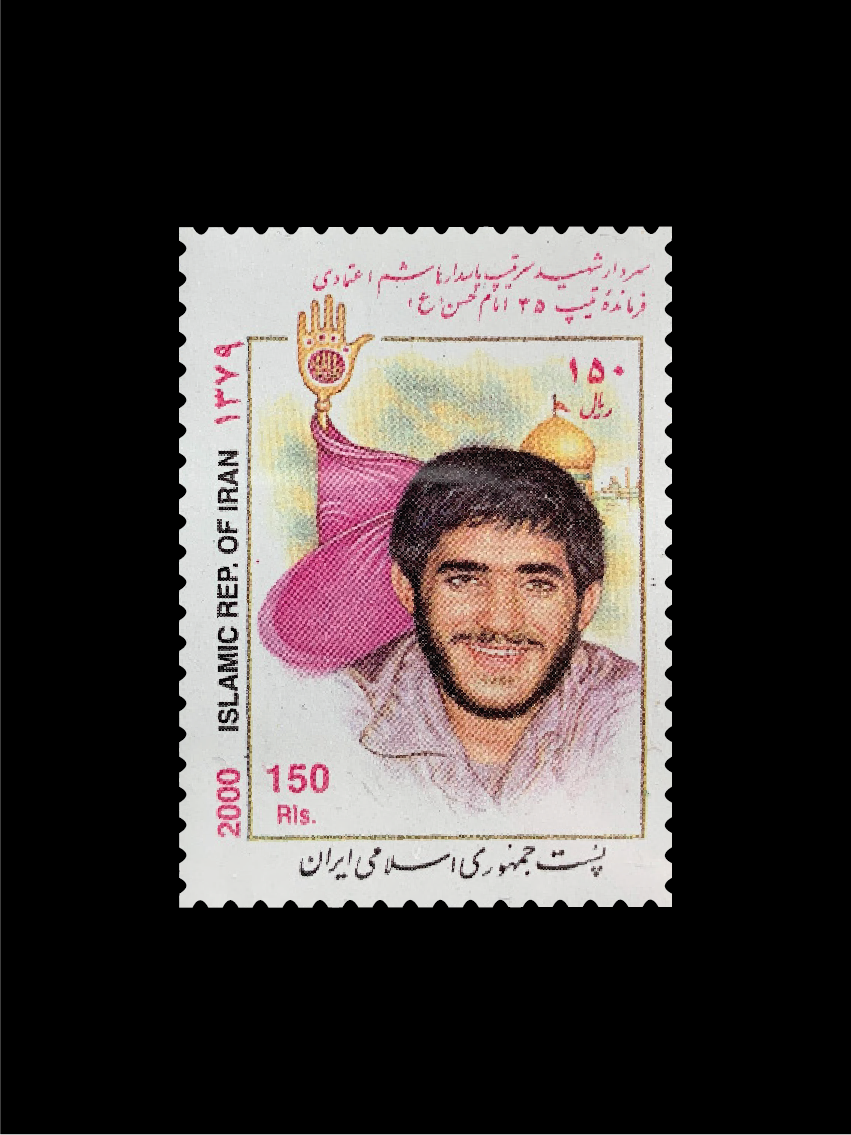 سردار شهید سرتیپ پاسدار هاشم اعتمادی
فرماندهٔ تیپ ۳۵ امام حسن (ع)
۱۵۰
ریال
۱۳۷۹
ISLAMIC REP. OF IRAN
2000
150
Rls.
پست جمهوری اسلامی ایران